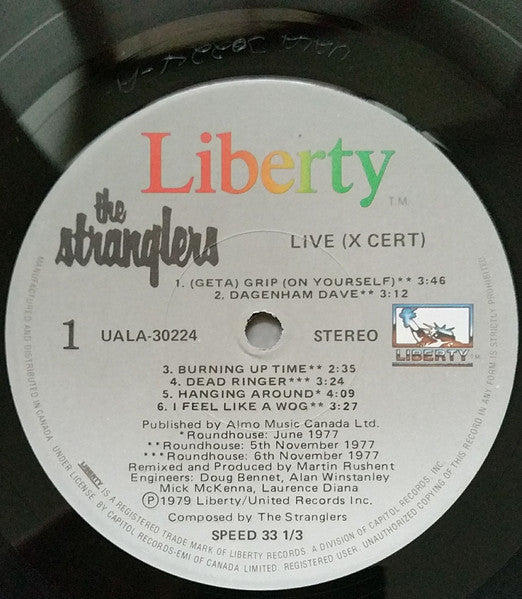 UALA 30224-A
Liberty
T.M.
the
stranglers
LIVE (X CERT)
1. (GETA) GRIP (ON YOURSELF)** 3:46
2. DAGENHAM DAVE** 3:12
1 UALA-30224 STEREO
LIBERTY TM
3. BURNING UP TIME** 2:35
4. DEAD RINGER*** 3:24
5. HANGING AROUND* 4:09
6. I FEEL LIKE A WOG** 3:27
Published by Almo Music Canada Ltd.
*Roundhouse: June 1977
**Roundhouse: 5th November 1977
***Roundhouse: 6th November 1977
Remixed and Produced by Martin Rushent
Engineers: Doug Bennet, Alan Winstanley
Mick McKenna, Laurence Diana
Ⓟ1979 Liberty/United Records Inc.
Composed by The Stranglers
SPEED 33 1/3
MANUFACTURED AND DISTRIBUTED IN CANADA. UNDER LICENSE BY CAPITOL RECORDS-EMI OF CANADA LIMITED. UNAUTHORIZED COPYING OF THIS RECORD IN ANY FORM IS STRICTLY PROHIBITED.
LIBERTY IS A REGISTERED TRADE MARK OF LIBERTY RECORDS. A DIVISION OF CAPITOL RECORDS, INC.